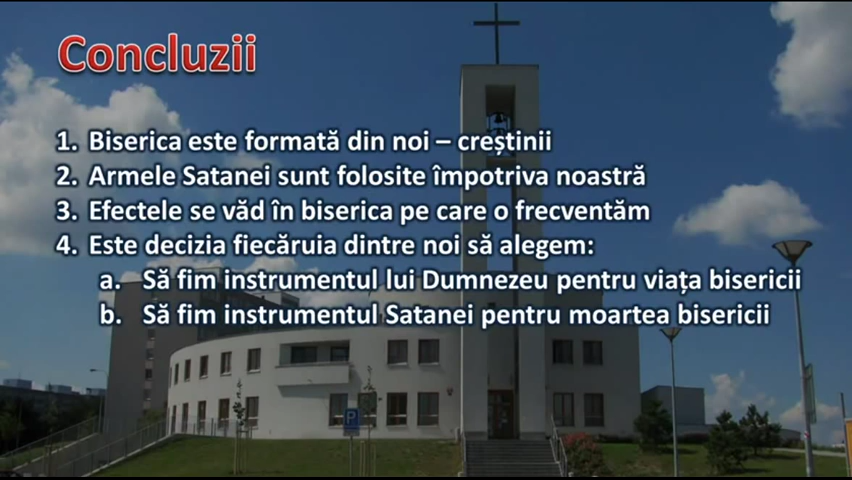 Concluzii
1. Biserica este formată din noi – creștinii
2. Armele Satanei sunt folosite împotriva noastră
3. Efectele se văd în biserica pe care o frecventăm
4. Este decizia fiecăruia dintre noi să alegem:
a. Să fim instrumentul lui Dumnezeu pentru viața bisericii
b. Să fim instrumentul Satanei pentru moartea bisericii
P